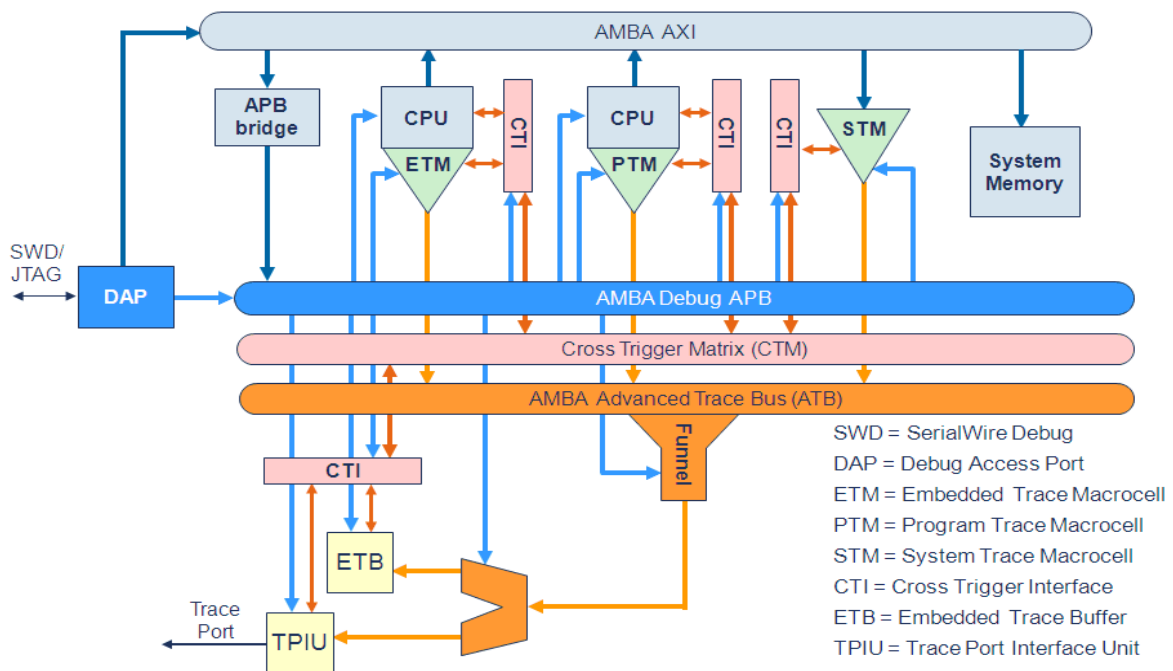 AMBA AXI
APB
bridge
CPU
ETM
CTI
CPU
PTM
CTI
CTI
STM
System
Memory
SWD/
JTAG
DAP
AMBA Debug APB
Cross Trigger Matrix (CTM)
AMBA Advanced Trace Bus (ATB)
Funnel
CTI
ETB
Trace
Port
TPIU
SWD = SerialWire Debug
DAP = Debug Access Port
ETM = Embedded Trace Macrocell
PTM = Program Trace Macrocell
STM = System Trace Macrocell
CTI = Cross Trigger Interface
ETB = Embedded Trace Buffer
TPIU = Trace Port Interface Unit